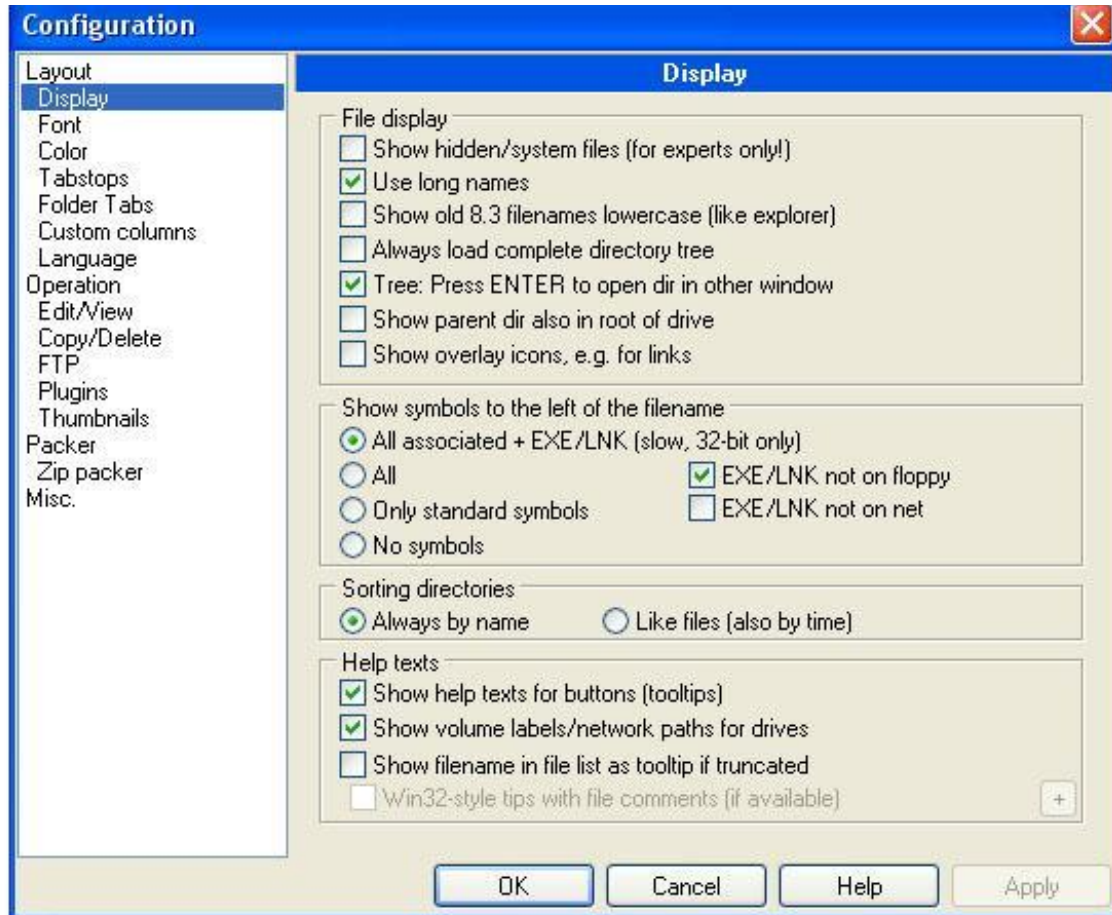 Configuration
Layout
Display
Font
Color
Tabstops
Folder Tabs
Custom columns
Language
Operation
Edit/View
Copy/Delete
FTP
Plugins
Thumbnails
Packer
Zip packer
Misc.
Display
File display
Show hidden/system files (for experts only!)
Use long names
Show old 8.3 filenames lowercase (like explorer)
Always load complete directory tree
Tree: Press ENTER to open dir in other window
Show parent dir also in root of drive
Show overlay icons, e.g. for links
Show symbols to the left of the filename
All associated + EXE/LNK (slow, 32-bit only)
All EXE/LNK not on floppy
Only standard symbols EXE/LNK not on net
No symbols
Sorting directories
Always by name Like files (also by time)
Help texts
Show help texts for buttons (tooltips)
Show volume labels/network paths for drives
Show filename in file list as tooltip if truncated
Win32-style tips with file comments (if available) +
OK Cancel Help Apply